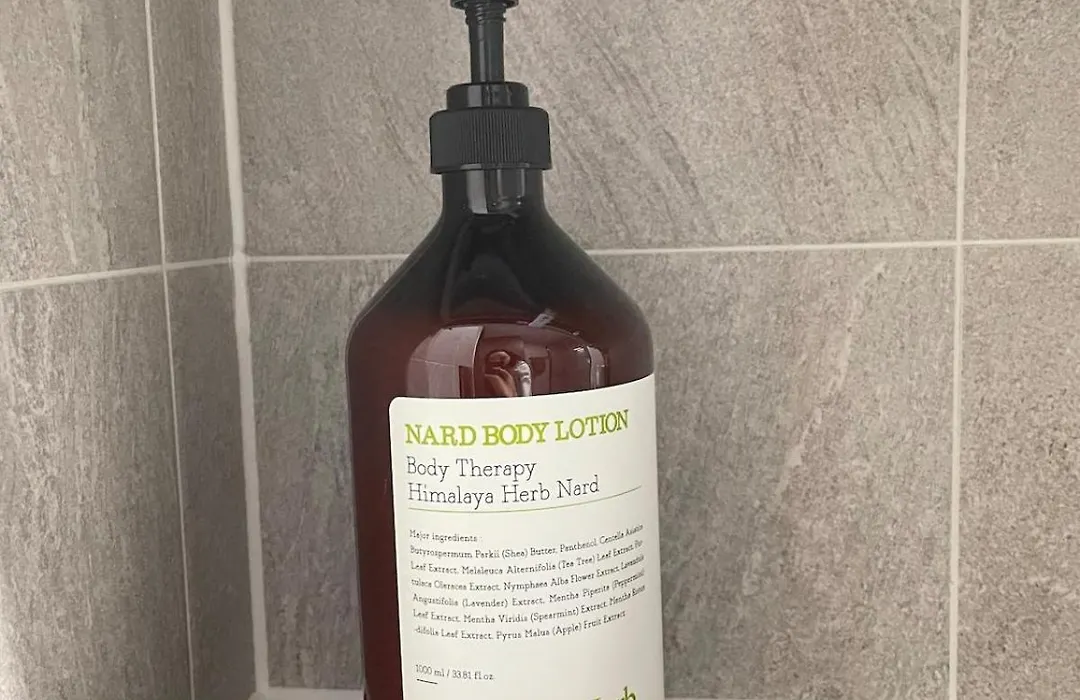 NARD BODY LOTION
Body Therapy
Himalaya Herb Nard
Major ingredients :
Butyrospermum Parkii (Shea) Butter, Panthenol, Centella Asiatica
Leaf Extract, Melaleuca Alternifolia (Tea Tree) Leaf Extract, Por-
tulaca Oleracea Extract, Nymphaea Alba Flower Extract, Lavandula
Angustifolia (Lavender) Extract, Mentha Piperita (Peppermint)
Leaf Extract, Mentha Viridis (Spearmint) Extract, Mentha Rotun
-difolia Leaf Extract, Pyrus Malus (Apple) Fruit Extract
1000 ml / 33.81 fl.oz.